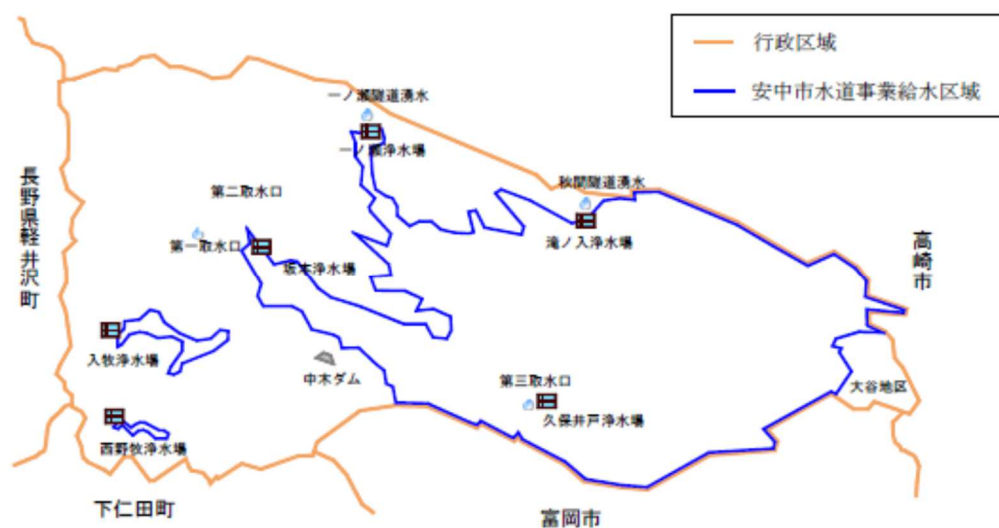 行政区域
安中市水道事業給水区域
一ノ瀬隧道湧水
一ノ瀬浄水場
秋間隧道湧水
滝ノ入浄水場
第二取水口
第一取水口
坂本浄水場
長野県軽井沢町
高崎市
入牧浄水場
中木ダム
第三取水口
久保井戸浄水場
大谷地区
西野牧浄水場
下仁田町
富岡市